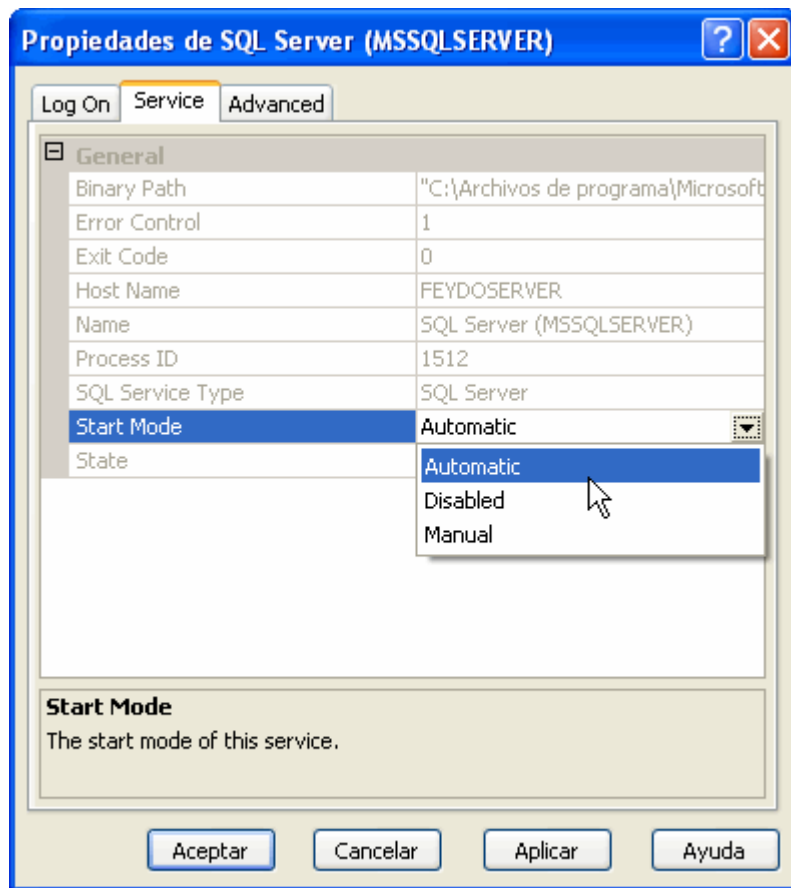 Propiedades de SQL Server (MSSQLSERVER)
Log On Service Advanced
General
Binary Path "C:\Archivos de programa\Microsoft
Error Control 1
Exit Code 0
Host Name FEYDOSERVER
Name SQL Server (MSSQLSERVER)
Process ID 1512
SQL Service Type SQL Server
Start Mode Automatic
State Automatic
Disabled
Manual
Start Mode
The start mode of this service.
Aceptar Cancelar Aplicar Ayuda